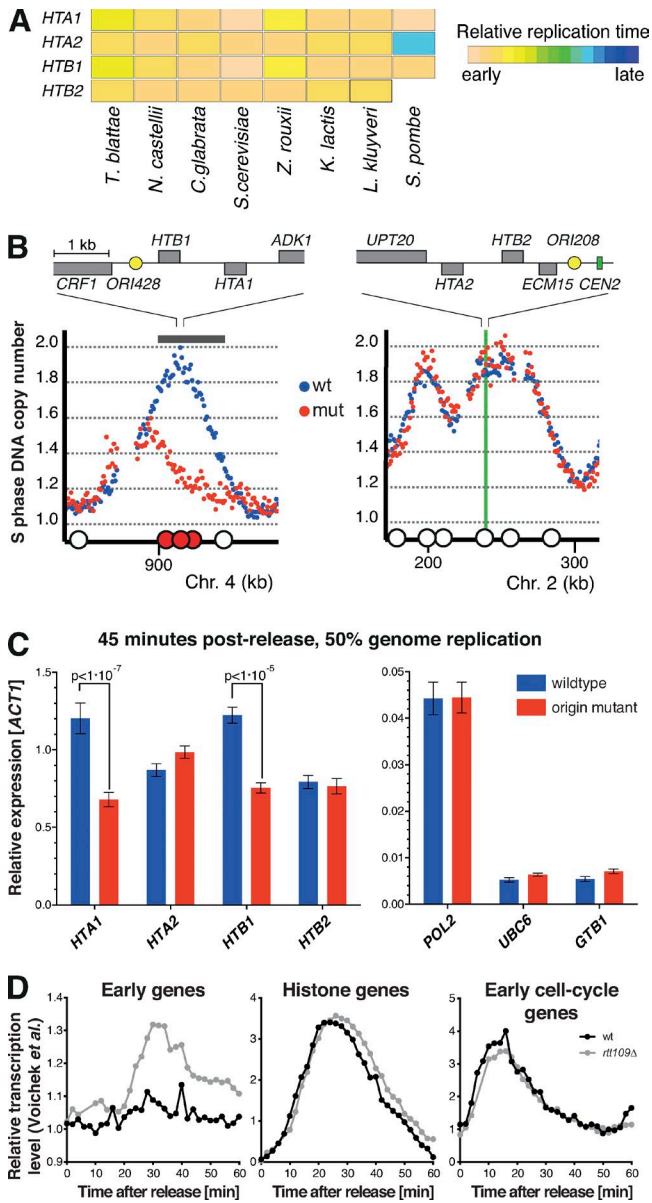 A
HTA1
HTA2
HTB1
HTB2
T. blattae
N. castellii
C.glabrata
S.cerevisiae
Z. rouxii
K. lactis
L. kluyveri
S. pombe
Relative replication time
early late
B
1 kb
HTB1
ADK1
CRF1 ORI428
HTA1
UPT20
HTB2
ORI208
HTA2
ECM15 CEN2
S phase DNA copy number
2.0
1.8
1.6
1.4
1.2
1.0
900
Chr. 4 (kb)
wt
mut
2.0
1.8
1.6
1.4
1.2
1.0
200 300
Chr. 2 (kb)
C
45 minutes post-release, 50% genome replication
Relative expression [ACT1]
1.5
1.0
0.5
0.0
p<1·10-7
p<1·10-5
HTA1
HTA2
HTB1
HTB2
0.05
0.04
0.03
0.02
0.01
0.00
wildtype
origin mutant
POL2
UBC6
GTB1
D
Relative transcription
level (Voichek et al.)
Early genes
1.4
1.3
1.2
1.1
1.0
0.9
0 10 20 30 40 50 60
Time after release [min]
Histone genes
4
3
2
1
0
0 10 20 30 40 50 60
Time after release [min]
Early cell-cycle
genes
wt
rtt109Δ
5
4
3
2
1
0
0 10 20 30 40 50 60
Time after release [min]